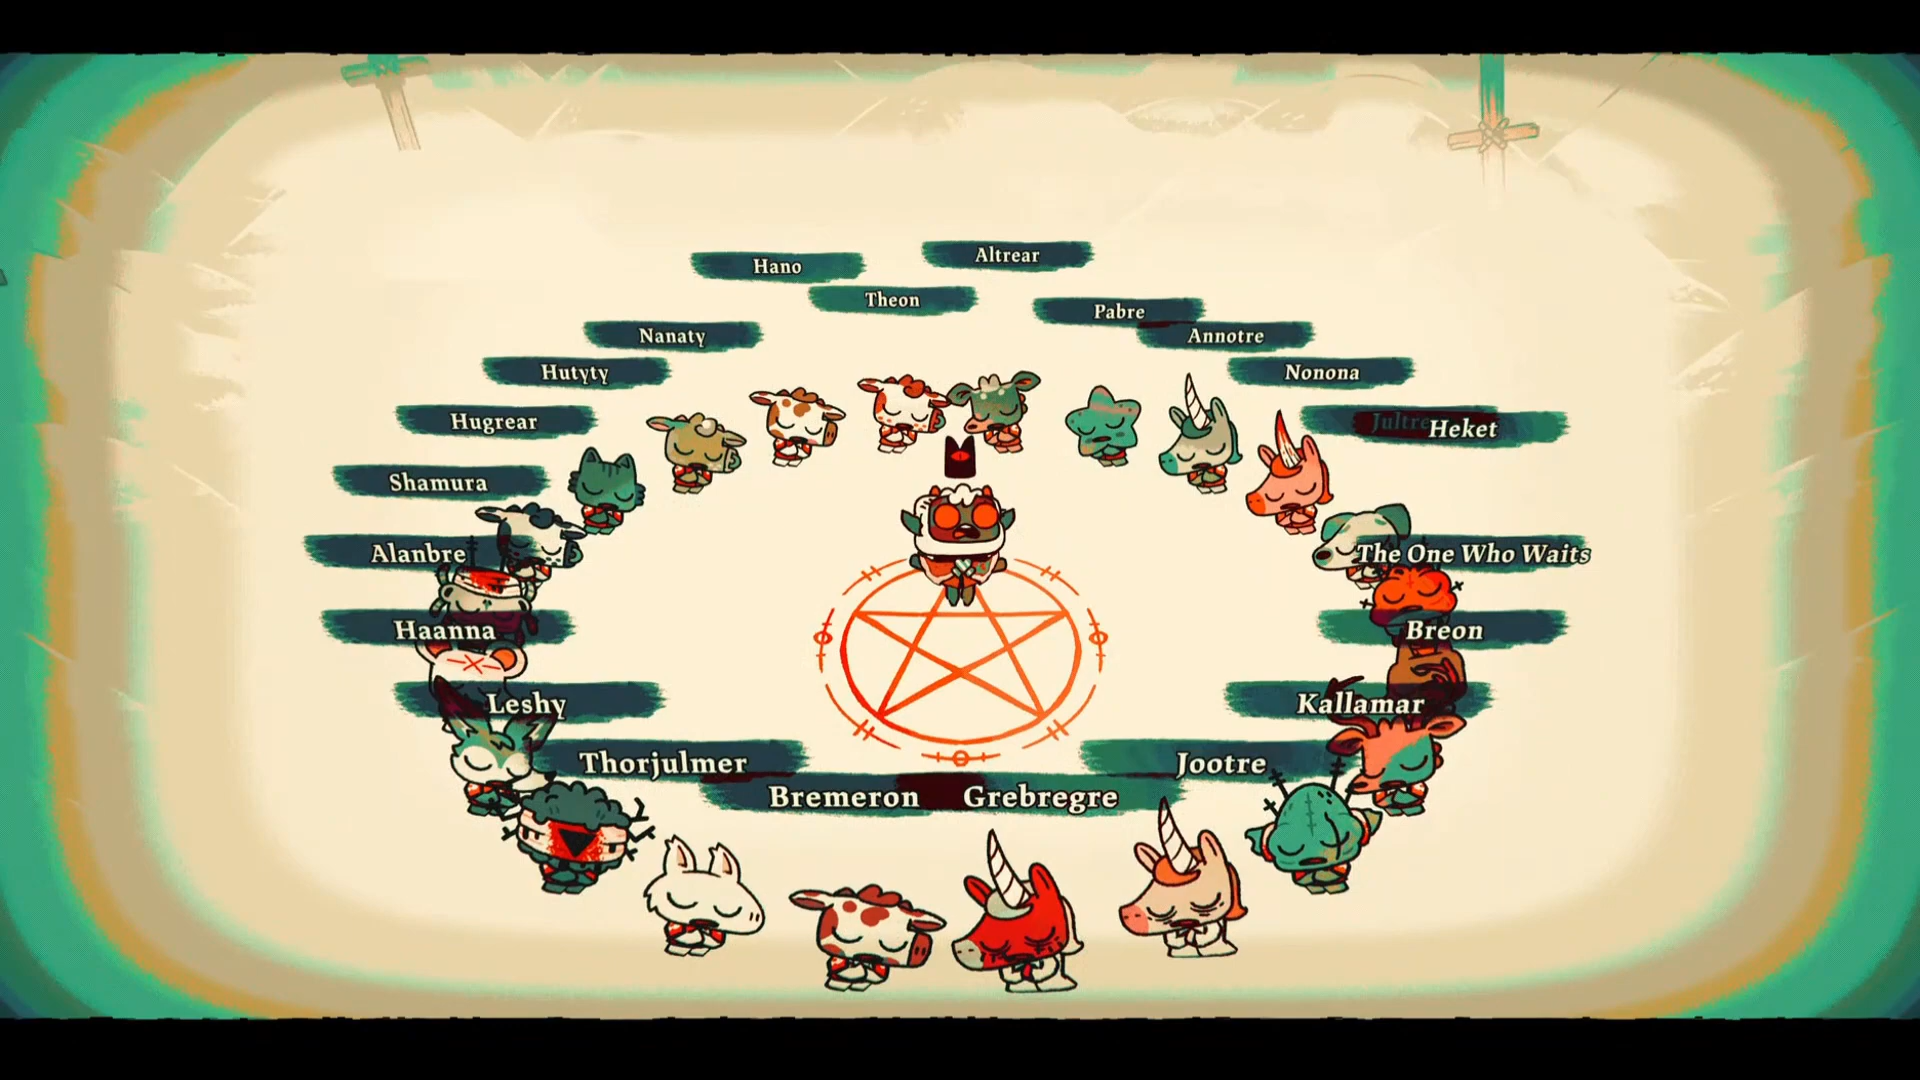 Altrear
Hano
Theon
Pabre
Nanaty
Annotre
Hutyty
Nonona
Hugrear
Heket
Shamura
Alanbre
The One Who Waits
Haanna
Breon
Leshy
Kallamar
Thorjulmer
Jootre
Bremeron
Grebregre